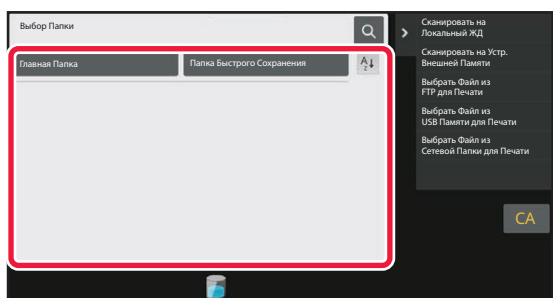 Выбор Папки
Главная Папка
Папка Быстрого Сохранения
A
Z
Сканировать на
Локальный ЖД
Сканировать на Устр.
Внешней Памяти
Выбрать Файл из
FTP для Печати
Выбрать Файл из
USB Памяти для Печати
Выбрать Файл из
Сетевой Папки для Печати
CA